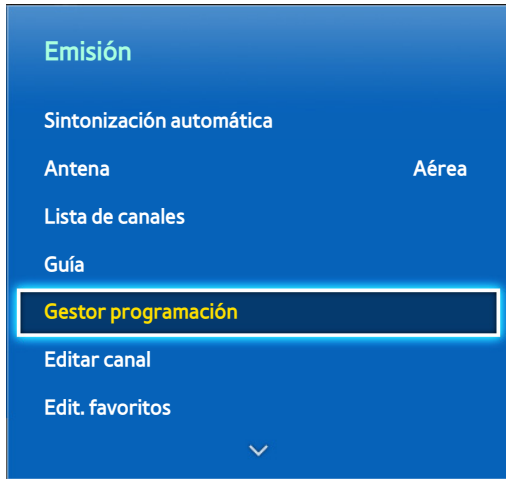 Emisión
Sintonización automática
Antena Aérea
Lista de canales
Guía
Gestor programación
Editar canal
Edit. favoritos